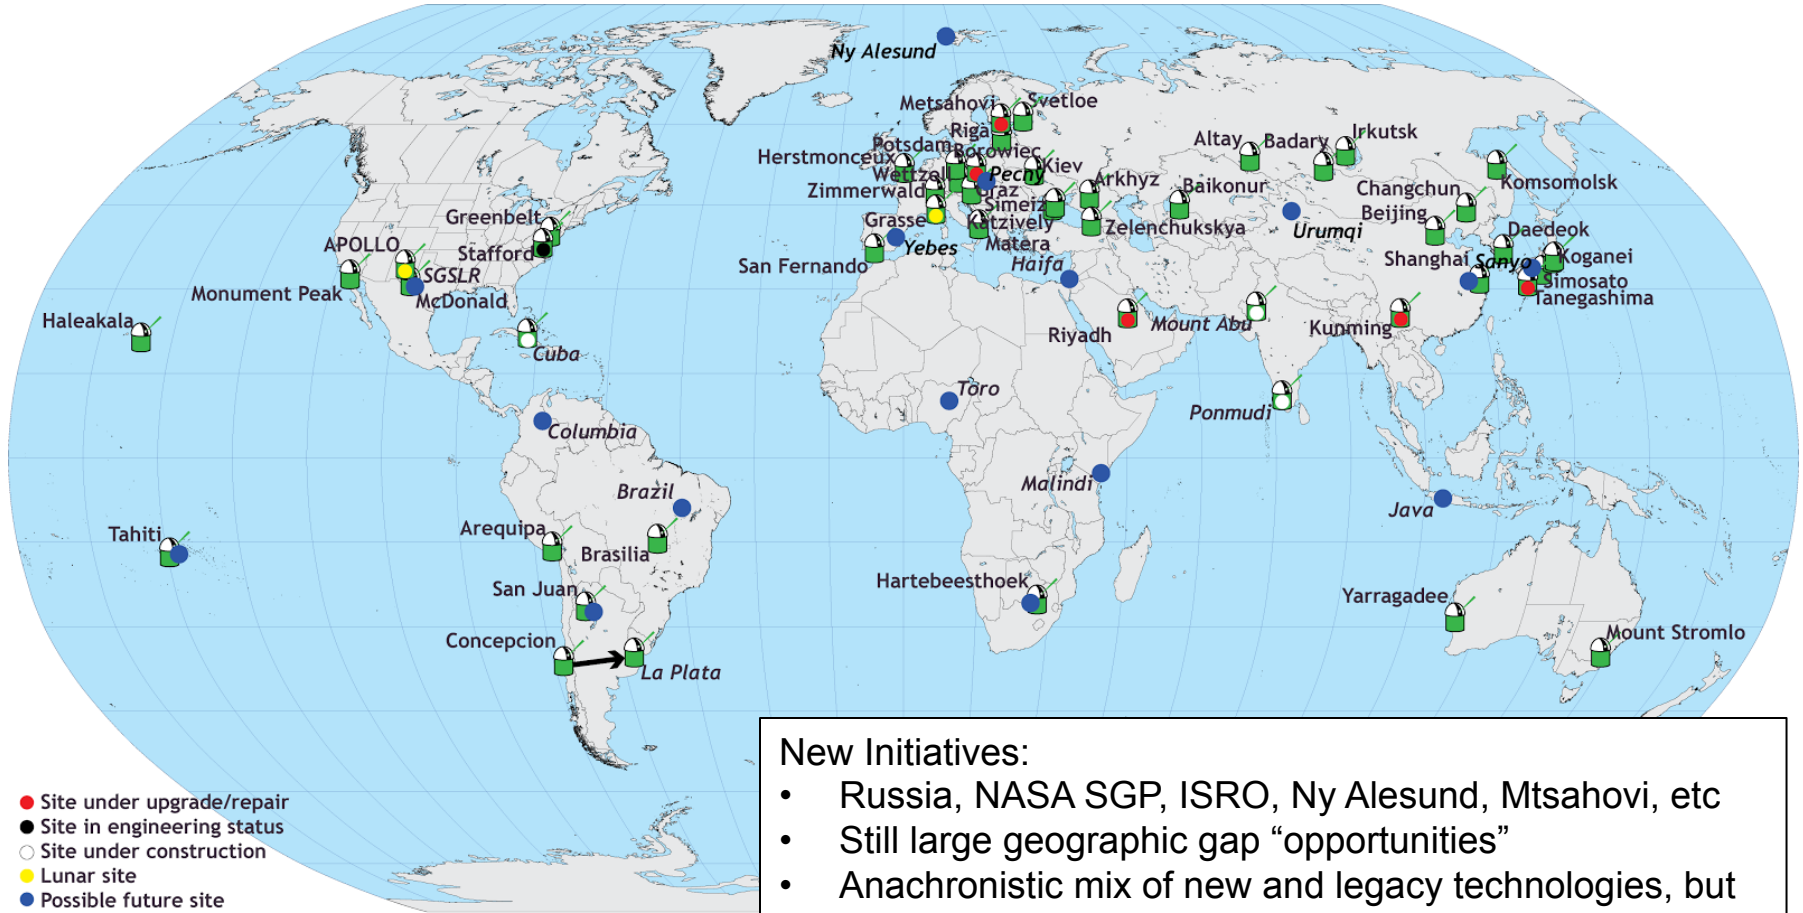 Ny Alesund
Metsahovi
Svetloe
Riga
Potsdam
Borowiec
Herstmonceux
Wettzell
Pecny
Kiev
Zimmerwald
Graz
Simeiz
Grasse
Katzively
Arkhyz
Zelenchukskya
Matera
Yebes
San Fernando
Haifa
Altay
Badary
Irkutsk
Baikonur
Komsomolsk
Changchun
Beijing
Urumqi
Daedeok
Shanghai
Sanyo
Koganei
Simosato
Tanegashima
Greenbelt
Stafford
APOLLO
SGSLR
McDonald
Monument Peak
Haleakala
Cuba
Riyadh
Mount Abu
Kunming
Ponmudi
Toro
Columbia
Malindi
Brazil
Java
Tahiti
Arequipa
Brasilia
San Juan
Hartebeesthoek
Yarragadee
Concepcion
La Plata
Mount Stromlo
Site under upgrade/repair
Site in engineering status
Site under construction
Lunar site
Possible future site
New Initiatives:
• Russia, NASA SGP, ISRO, Ny Alesund, Mtsahovi, etc
• Still large geographic gap “opportunities”
• Anachronistic mix of new and legacy technologies, but